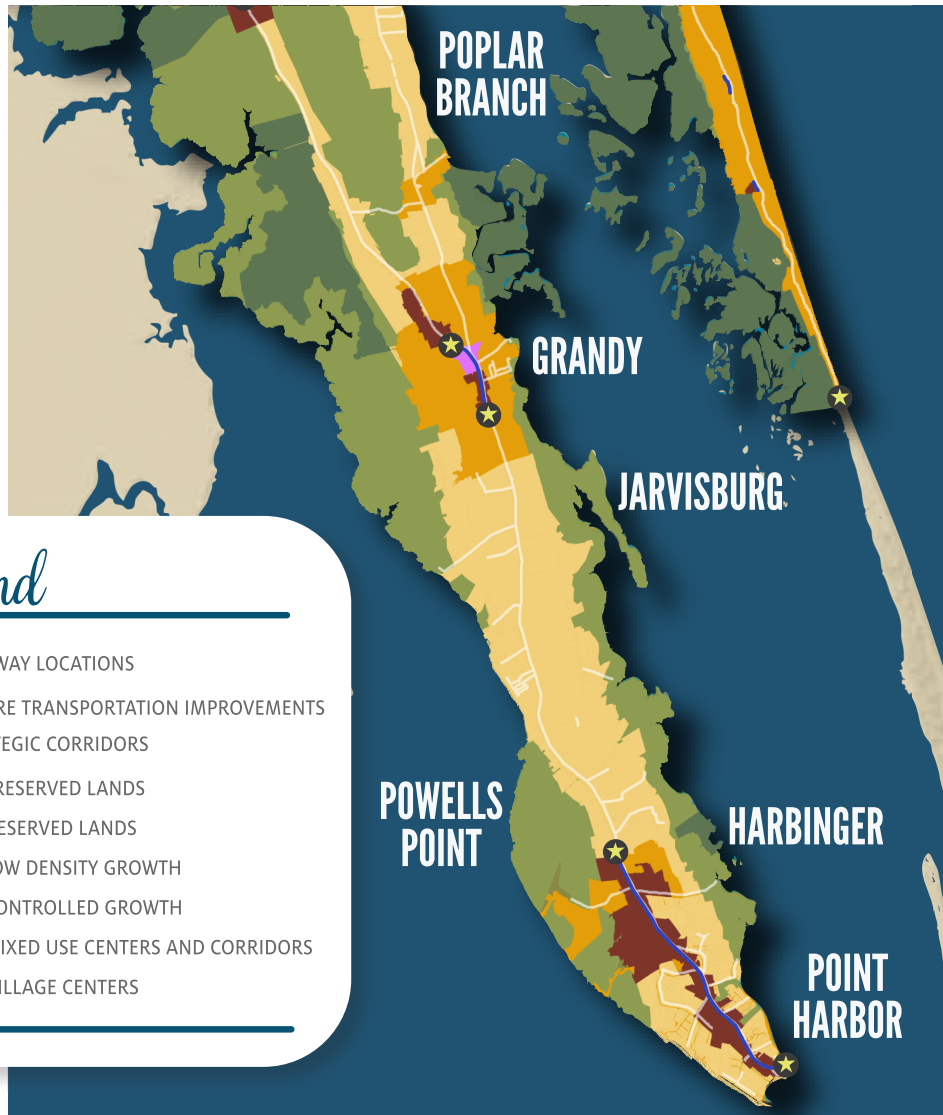 POPLAR
BRANCH
GRANDY
JARVISBURG
nd
WAY LOCATIONS
RE TRANSPORTATION IMPROVEMENTS
TEGIC CORRIDORS
RESERVED LANDS
ESERVED LANDS
OW DENSITY GROWTH
ONTROLLED GROWTH
IXED USE CENTERS AND CORRIDORS
ILLAGE CENTERS
POWELLS
POINT
HARBINGER
POINT
HARBOR